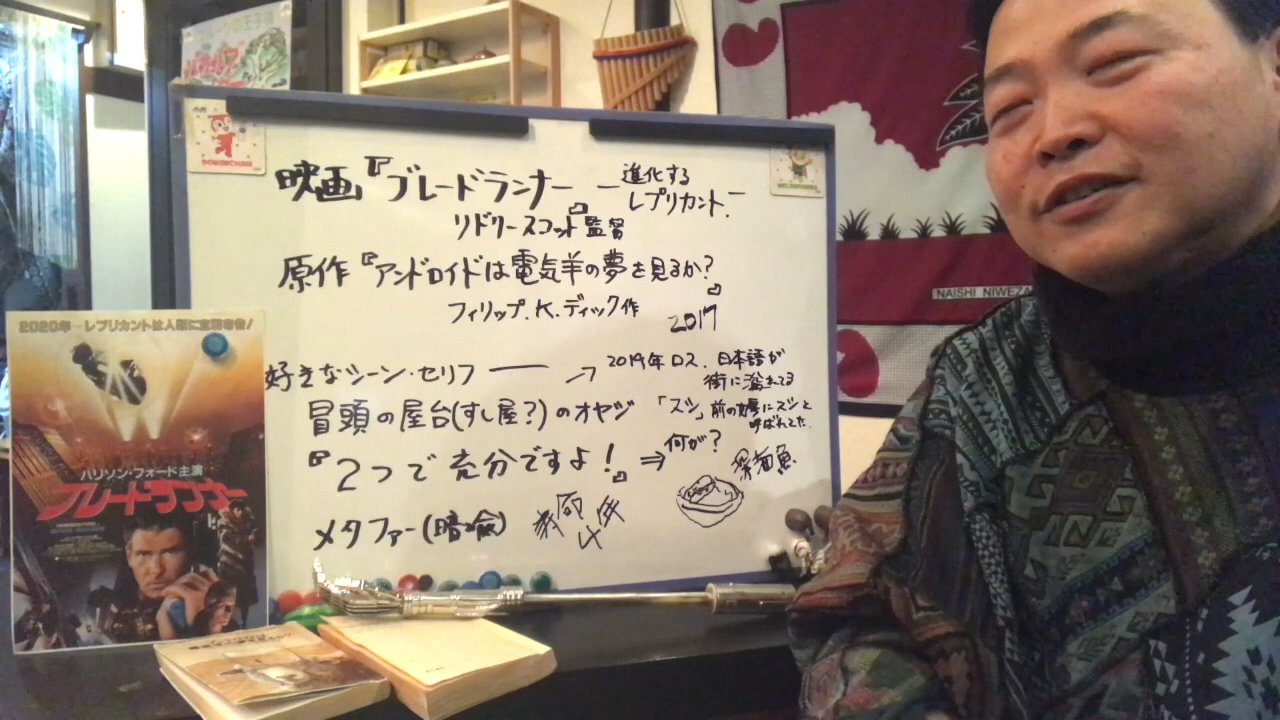 映画『ブレードランナー』 ―進化するレプリカント―
リドリースコット監督
原作『アンドロイドは電気羊の夢を見るか?』
フィリップ.K.ディック作 2017
好きなシーン・セリフ ― → 2019年ロス、日本語が
街に溢れてる
冒頭の屋台(すし屋?)のオヤジ 「スシ」前の嫁にスシと
呼ばれてた
『2つで充分ですよ!』 ⇒ 何が?
深海魚
メタファー(暗喩) 寿命4年
NAISHI NIWEZA
2020年―レプリカントは人間に宣戦布告!
ハリソン・フォード主演
ブレードランナー